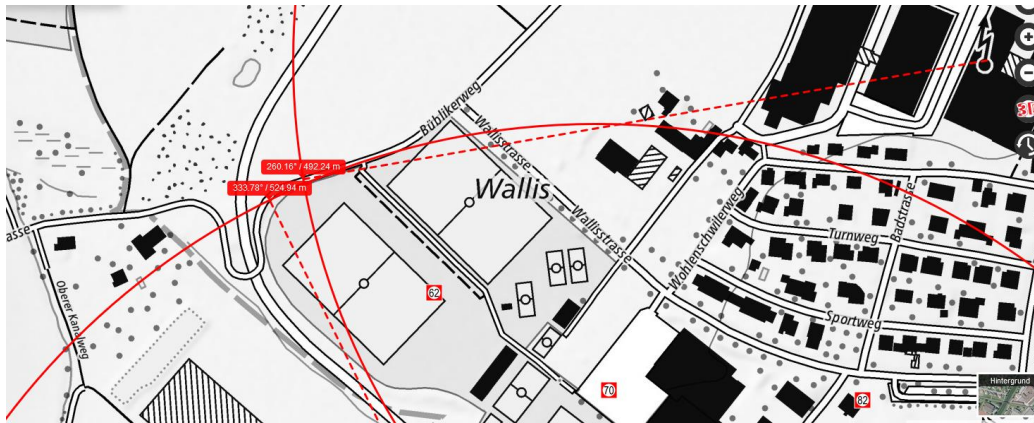 Büblikerweg
Wallisstrasse
260.16° / 492.24 m
333.78° / 524.94 m
Wallis
Wallisstrasse
Wohlenschwilerweg
Badstrasse
Turnweg
asse
Oberer Kanalweg
62
Sportweg
70
82
Hintergrund